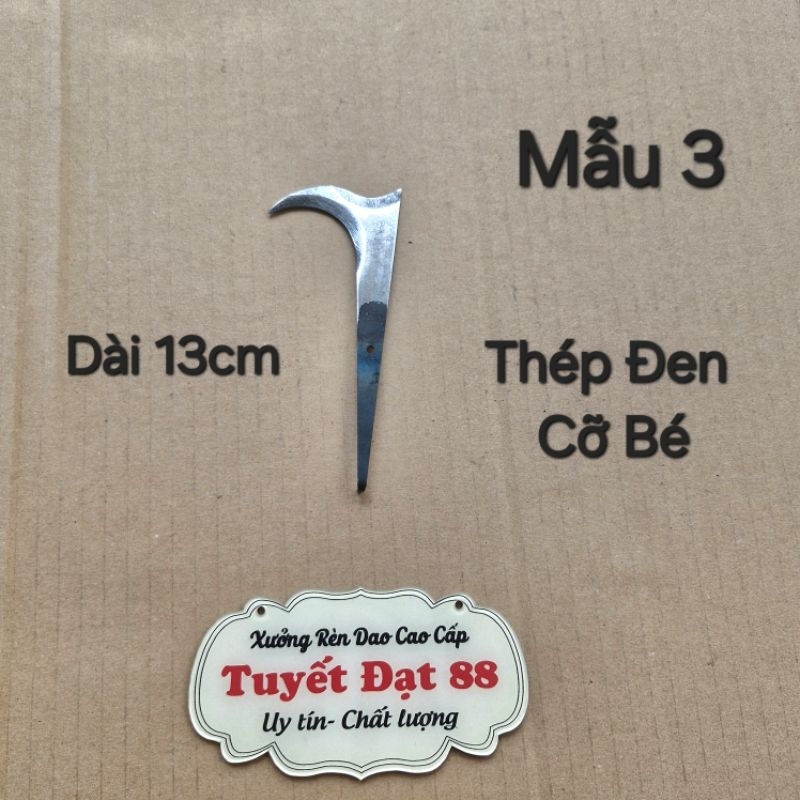 Mẫu 3
Dài 13cm
Thép Đen
Cỡ Bé
Xưởng Rèn Dao Cao Cấp
Tuyết Đạt 88
Uy tín- Chất lượng